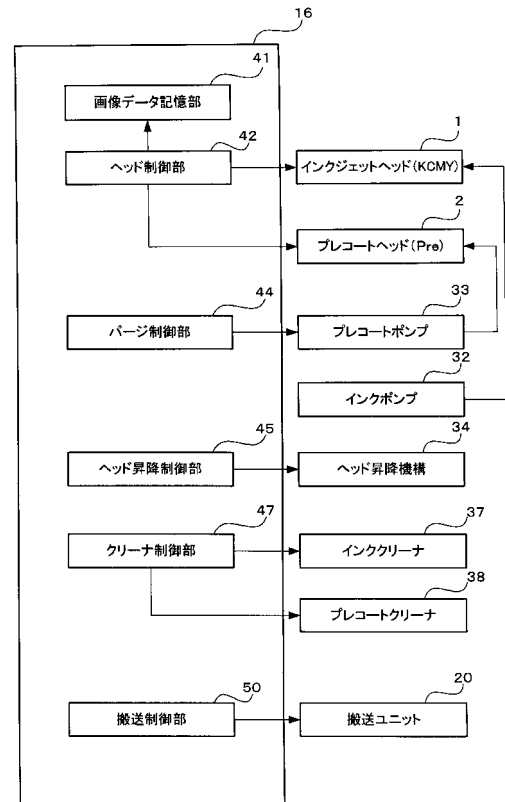 16
41
画像データ記憶部
42
1
ヘッド制御部
インクジェットヘッド(KCMY)
2
プレコートヘッド(Pre)
44
33
パージ制御部
プレコートポンプ
32
インクポンプ
45
34
ヘッド昇降制御部
ヘッド昇降機構
47
37
クリーナ制御部
インククリーナ
38
プレコートクリーナ
50
20
搬送制御部
搬送ユニット